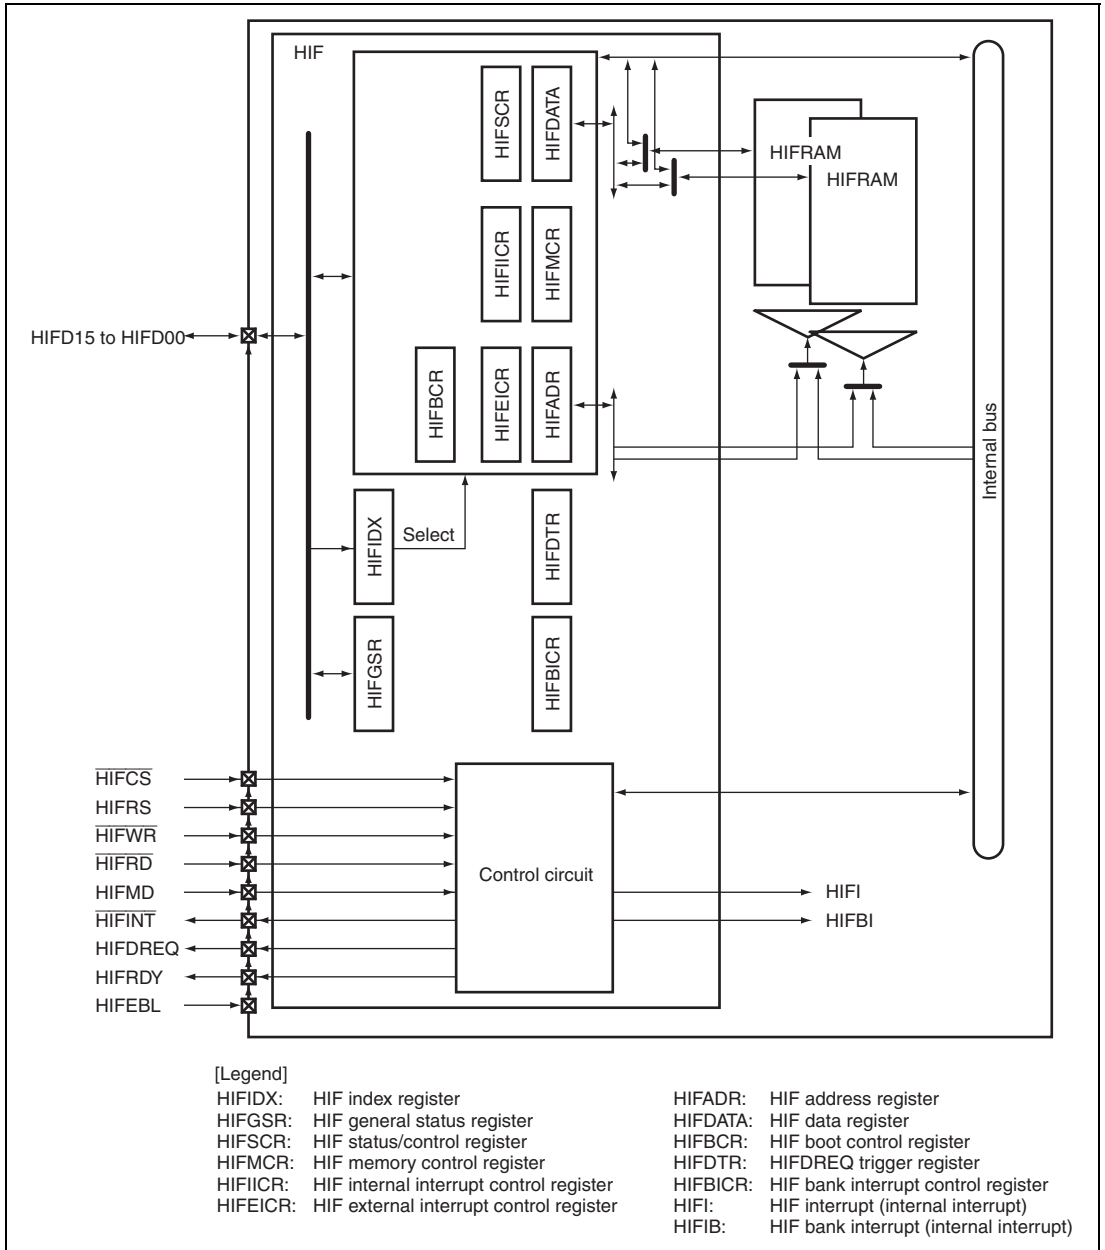 HIF
HIFSCR
HIFDATA
HIFRAM
HIFRAM
HIFIICR
HIFMCR
HIFD15 to HIFD00
HIFBCR
HIFEICR
HIFADR
Internal bus
HIFIDX
Select
HIFDTR
HIFGSR
HIFBICR
HIFCS
HIFRS
HIFWR
HIFRD
HIFMD
HIFINT
HIFDREQ
HIFRDY
HIFEBL
Control circuit
HIFI
HIFBI
[Legend]
HIFIDX: HIF index register
HIFGSR: HIF general status register
HIFSCR: HIF status/control register
HIFMCR: HIF memory control register
HIFIICR: HIF internal interrupt control register
HIFEICR: HIF external interrupt control register
HIFADR: HIF address register
HIFDATA: HIF data register
HIFBCR: HIF boot control register
HIFDTR: HIFDREQ trigger register
HIFBICR: HIF bank interrupt control register
HIFI: HIF interrupt (internal interrupt)
HIFIB: HIF bank interrupt (internal interrupt)